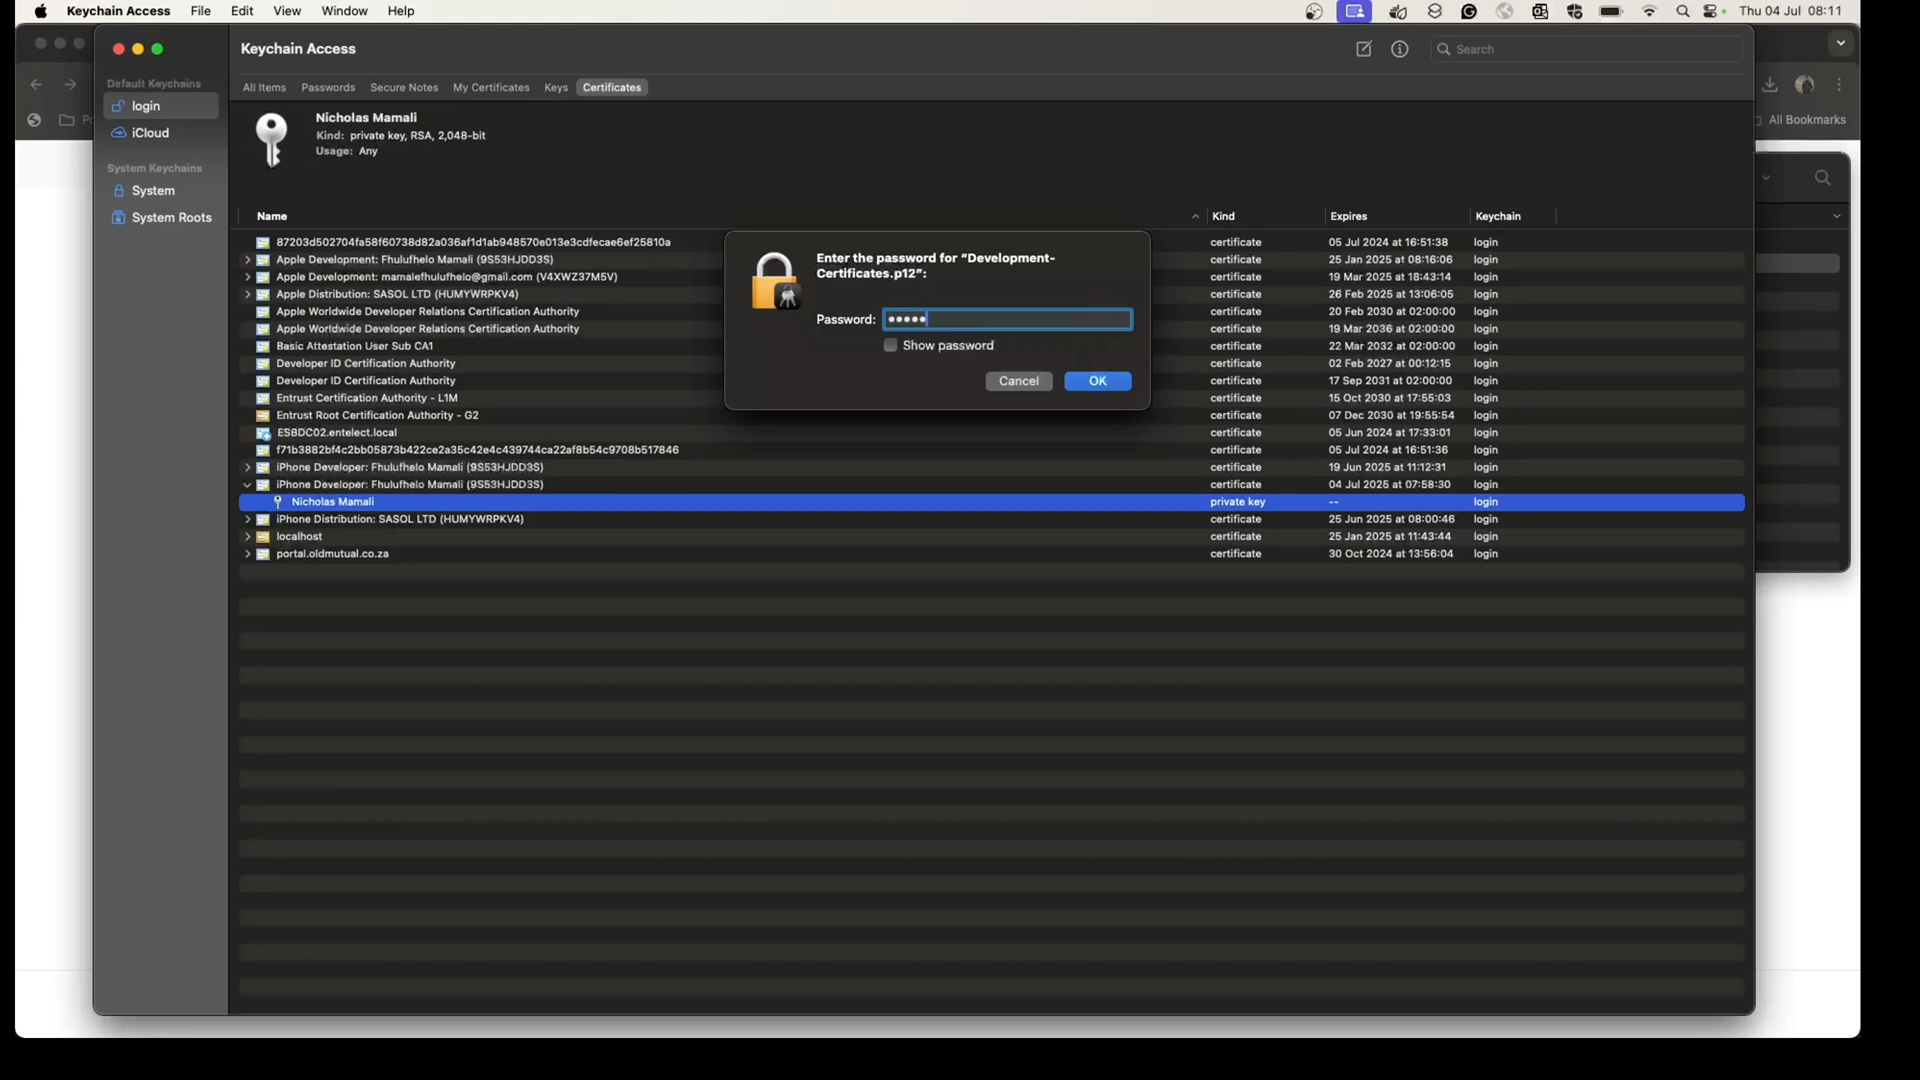 Keychain Access File Edit View Window Help Thu 04 Jul 08:11
Keychain Access
Search
Default Keychains
login
iCloud
System Keychains
System
System Roots
All Items Passwords Secure Notes My Certificates Keys Certificates
All Bookmarks
Nicholas Mamali
Kind: private key, RSA, 2,048-bit
Usage: Any
Name Kind Expires Keychain
87203d502704fa58f60738d82a036af1d1ab948570e013e3cdfecae6ef25810a certificate 05 Jul 2024 at 16:51:38 login
Apple Development: Fhulufhelo Mamali (9S53HJDD3S) certificate 25 Jan 2025 at 08:16:06 login
Apple Development: mamalefhulufhelo@gmail.com (V4XWZ37M5V) certificate 19 Mar 2025 at 18:43:14 login
Apple Distribution: SASOL LTD (HUMYWRPKV4) certificate 26 Feb 2025 at 13:06:05 login
Apple Worldwide Developer Relations Certification Authority certificate 20 Feb 2030 at 02:00:00 login
Apple Worldwide Developer Relations Certification Authority certificate 19 Mar 2036 at 02:00:00 login
Basic Attestation User Sub CA1 certificate 22 Mar 2032 at 02:00:00 login
Developer ID Certification Authority certificate 02 Feb 2027 at 00:12:15 login
Developer ID Certification Authority certificate 17 Sep 2031 at 02:00:00 login
Entrust Certification Authority - L1M certificate 15 Oct 2030 at 17:55:03 login
Entrust Root Certification Authority - G2 certificate 07 Dec 2030 at 19:55:54 login
ESBDC02.entelect.local certificate 05 Jun 2024 at 17:33:01 login
f71b3882bf4c2bb05873b422ce2a35c42e4c439744ca22af8b54c9708b517846 certificate 05 Jul 2024 at 16:51:36 login
iPhone Developer: Fhulufhelo Mamali (9S53HJDD3S) certificate 19 Jun 2025 at 11:12:31 login
iPhone Developer: Fhulufhelo Mamali (9S53HJDD3S) certificate 04 Jul 2025 at 07:58:30 login
Nicholas Mamali private key -- login
iPhone Distribution: SASOL LTD (HUMYWRPKV4) certificate 25 Jun 2025 at 08:00:46 login
localhost certificate 25 Jan 2025 at 11:43:44 login
portal.oldmutual.co.za certificate 30 Oct 2024 at 13:56:04 login
Enter the password for “Development-
Certificates.p12”:
Password: •••••
Show password
Cancel OK